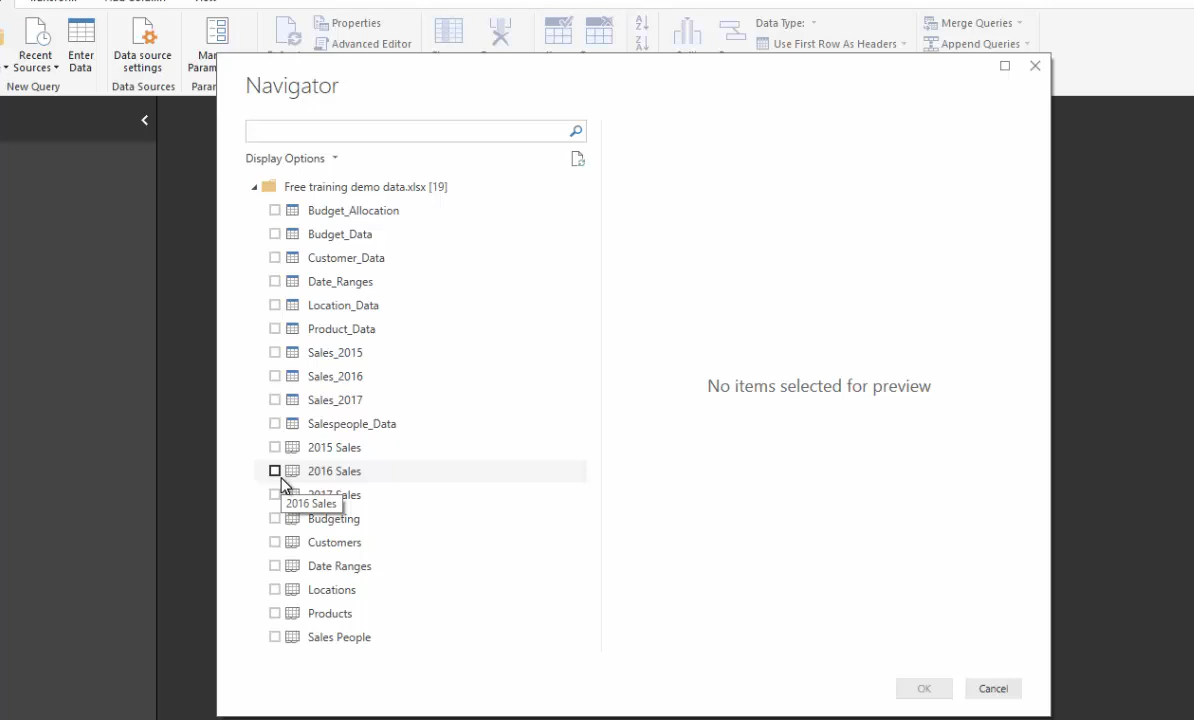 Properties
Advanced Editor
Data Type:
Use First Row As Headers
Merge Queries
Append Queries
Recent
Sources
Enter
Data
Data source
settings
New Query
Data Sources
Navigator
Display Options
Free training demo data.xlsx [19]
Budget_Allocation
Budget_Data
Customer_Data
Date_Ranges
Location_Data
Product_Data
Sales_2015
Sales_2016
Sales_2017
Salespeople_Data
2015 Sales
2016 Sales
2017 Sales
2016 Sales
Budgeting
Customers
Date Ranges
Locations
Products
Sales People
No items selected for preview
OK
Cancel